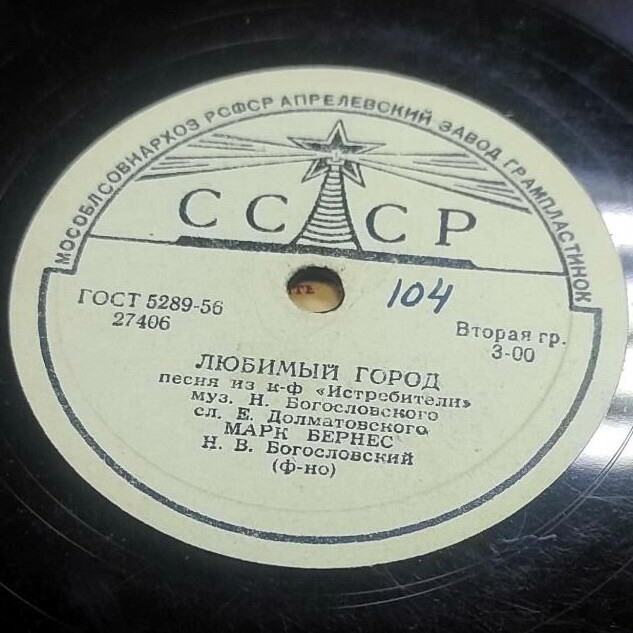 МОСОБЛСОВНАРХОЗ РСФСР АПРЕЛЕВСКИЙ ЗАВОД ГРАМПЛАСТИНОК
СССР
104
ГОСТ 5289-56
27406
Вторая гр.
3-00
ЛЮБИМЫЙ ГОРОД
песня из к-ф «Истребители»
муз. Н. Богословского
сл. Е. Долматовского
МАРК БЕРНЕС
Н. В. Богословский
(ф-но)